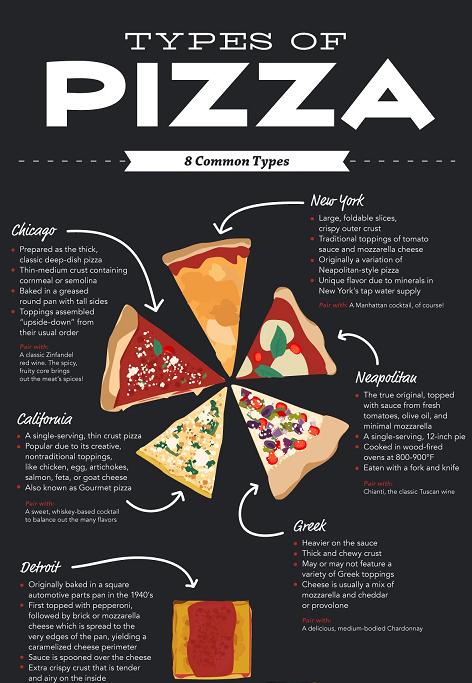 TYPES OF
PIZZA
8 Common Types
New York
• Large, foldable slices,
crispy outer crust
• Traditional toppings of tomato
sauce and mozzarella cheese
• Originally a variation of
Neapolitan-style pizza
• Unique flavor due to minerals in
New York's tap water supply
Pair with: A Manhattan cocktail, of course!
Chicago
• Prepared as the thick,
classic deep-dish pizza
• Thin-medium crust containing
cornmeal or semolina
• Baked in a greased
round pan with tall sides
• Toppings assembled
"upside-down" from
their usual order
Pair with:
A classic Zinfandel
red wine. The spicy,
fruity core brings
out the meat's spices!
Neapolitan
• The true original, topped
with sauce from fresh
tomatoes, olive oil, and
minimal mozzarella
• A single-serving, 12-inch pie
• Cooked in wood-fired
ovens at 800-900°F
• Eaten with a fork and knife
Pair with:
Chianti, the classic Tuscan wine
California
• A single-serving, thin crust pizza
• Popular due to its creative,
nontraditional toppings,
like chicken, egg, artichokes,
salmon, feta, or goat cheese
• Also known as Gourmet pizza
Pair with:
A sweet, whiskey-based cocktail
to balance out the many flavors
Greek
• Heavier on the sauce
• Thick and chewy crust
• May or may not feature a
variety of Greek toppings
• Cheese is usually a mix of
mozzarella and cheddar
or provolone
Pair with:
A delicious, medium-bodied Chardonnay
Detroit
• Originally baked in a square
automotive parts pan in the 1940's
• First topped with pepperoni,
followed by brick or mozzarella
cheese which is spread to the
very edges of the pan, yielding a
caramelized cheese perimeter
• Sauce is spooned over the cheese
• Extra crispy crust that is tender
and airy on the inside